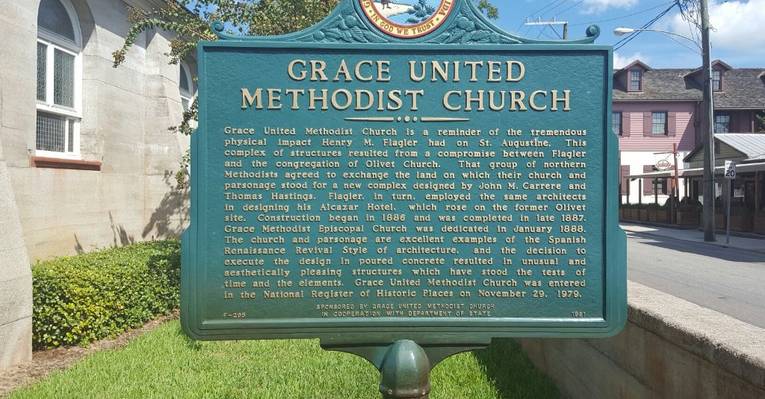 IN GOD WE TRUST
GRACE UNITED
METHODIST CHURCH
Grace United Methodist Church is a reminder of the tremendous
physical impact Henry M. Flagler had on St. Augustine. This
complex of structures resulted from a compromise between Flagler
and the congregation of Olivet Church. That group of northern
Methodists agreed to exchange the land on which their church and
parsonage stood for a new complex designed by John M. Carrere and
Thomas Hastings. Flagler, in turn, employed the same architects
in designing his Alcazar Hotel, which rose on the former Olivet
site. Construction began in 1886 and was completed in late 1887.
Grace Methodist Episcopal Church was dedicated in January 1888.
The church and parsonage are excellent examples of the Spanish
Renaissance Revival Style of architecture, and the decision to
execute the design in poured concrete resulted in unusual and
aesthetically pleasing structures which have stood the tests of
time and the elements. Grace United Methodist Church was entered
in the National Register of Historic Places on November 29, 1979.
SPONSORED BY GRACE UNITED METHODIST CHURCH
F-295 IN COOPERATION WITH DEPARTMENT OF STATE 1981
20